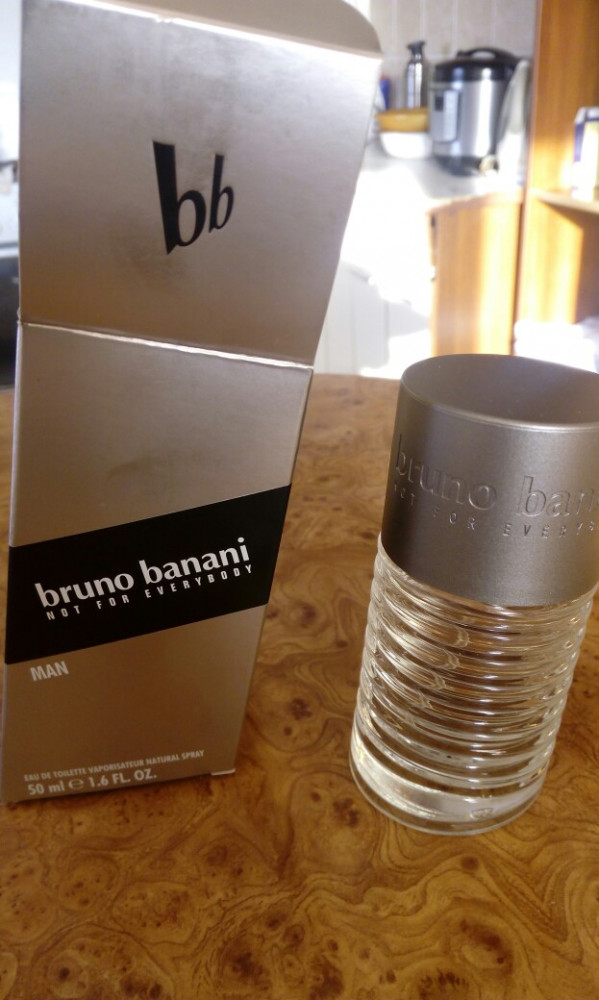 bb
bruno banani
NOT FOR EVERYBODY
MAN
EAU DE TOILETTE VAPORISATEUR NATURAL SPRAY
50 ml ℮ 1.6 FL. OZ.
bruno ban
NOT FOR EVERYB